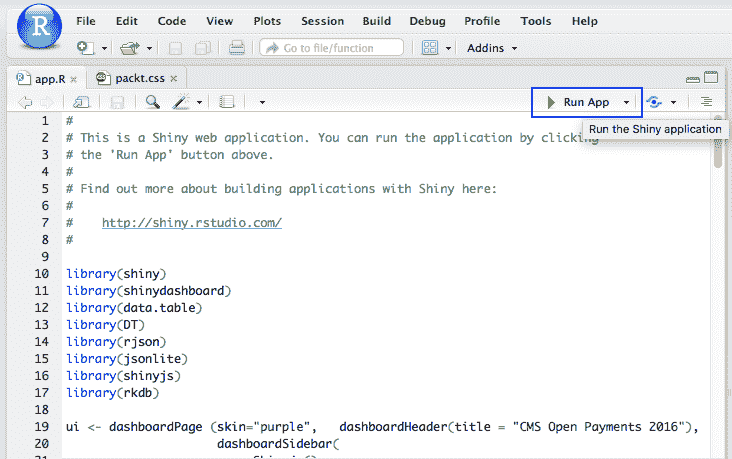 R File Edit Code View Plots Session Build Debug Profile Tools Help
Go to file/function Addins
app.R packt.css
Run App
Run the Shiny application
1 #
2 # This is a Shiny web application. You can run the application by clicking
3 # the 'Run App' button above.
4 #
5 # Find out more about building applications with Shiny here:
6 #
7 #    http://shiny.rstudio.com/
8 #
9
10 library(shiny)
11 library(shinydashboard)
12 library(data.table)
13 library(DT)
14 library(rjson)
15 library(jsonlite)
16 library(shinyjs)
17 library(rkdb)
18
19 ui <- dashboardPage (skin="purple",   dashboardHeader(title = "CMS Open Payments 2016"),
20                     dashboardSidebar(